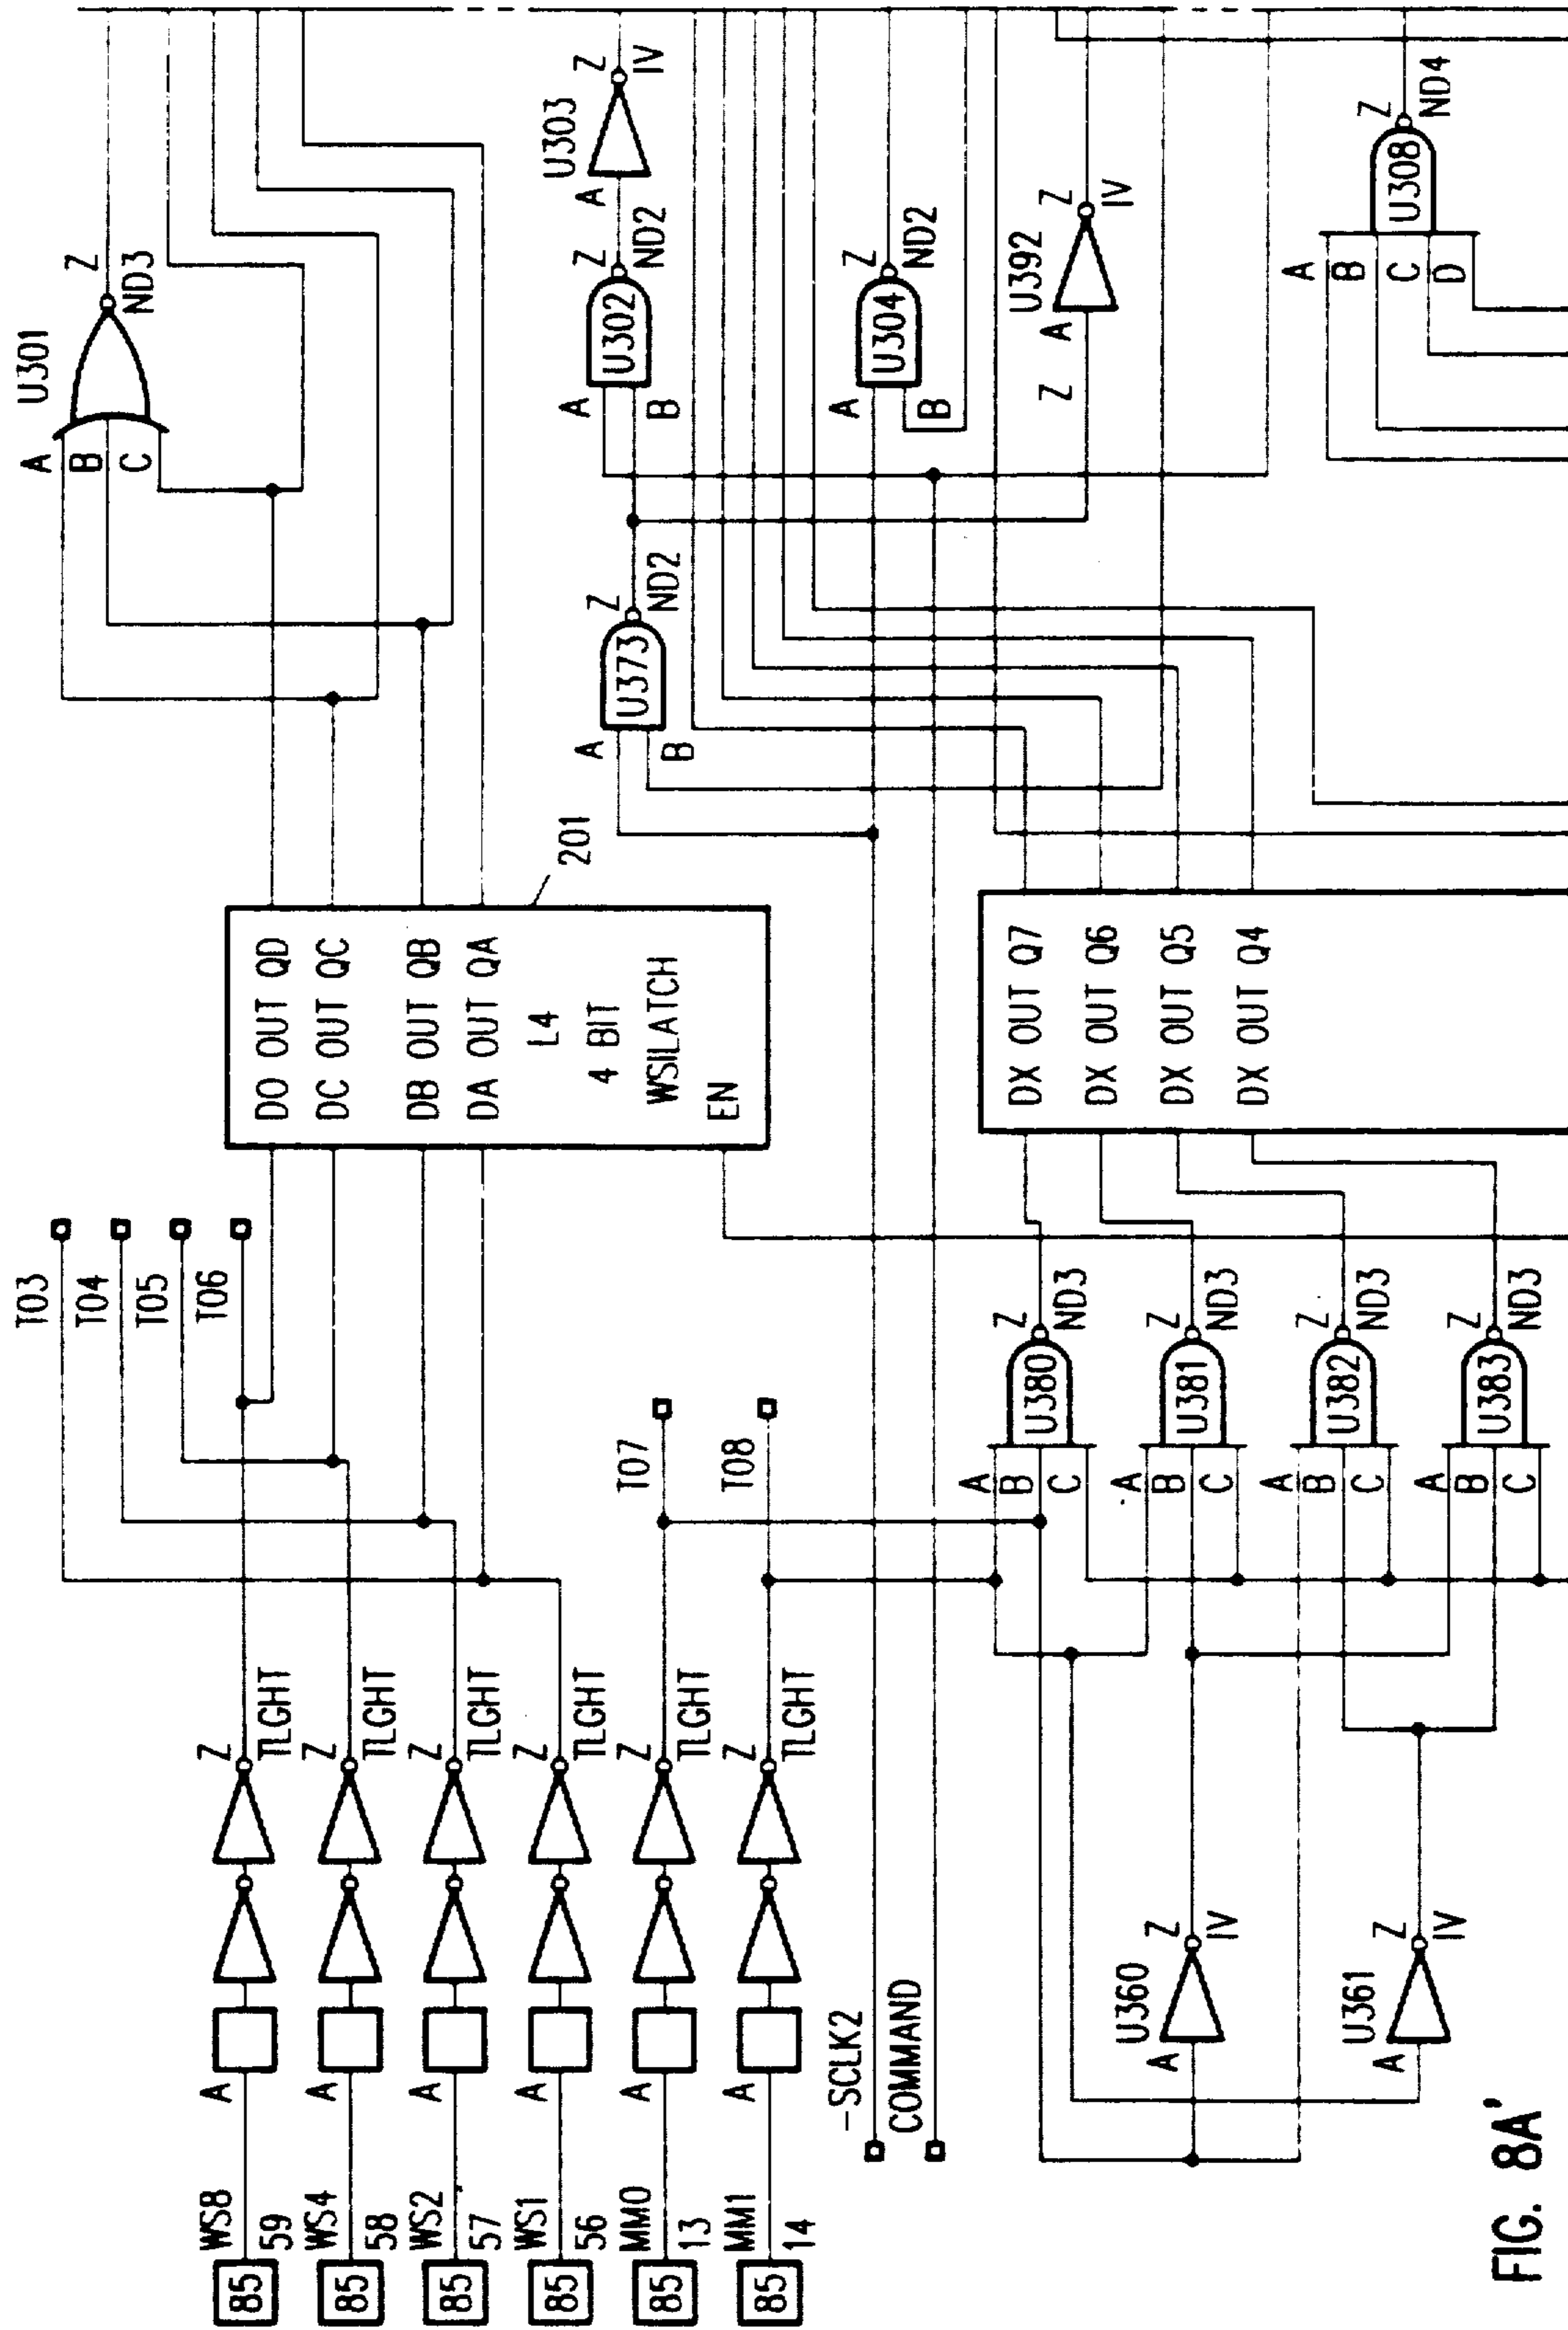 WS8
85
59
A
Z
TLGHT
WS4
85
58
A
Z
TLGHT
WS2
85
57
A
Z
TLGHT
WS1
85
56
A
Z
TLGHT
MM0
85
13
A
Z
TLGHT
MM1
85
14
A
Z
TLGHT
T03
T04
T05
T06
T07
T08
-SCLK2
COMMAND
DO OUT QD
DC OUT QC
DB OUT QB
DA OUT QA
L4
4 BIT
WSILATCH
EN
201
U301
A
B
C
Z
ND3
A
B
U373
Z
ND2
A
B
U302
Z
ND2
U303
A
Z
IV
A
B
U304
Z
ND2
U392
Z
A
Z
IV
A
B
C
D
U308
Z
ND4
U360
A
Z
IV
U361
A
Z
IV
A
B
C
U380
Z
ND3
A
B
C
U381
Z
ND3
A
B
C
U382
Z
ND3
A
B
C
U383
Z
ND3
DX OUT Q7
DX OUT Q6
DX OUT Q5
DX OUT Q4
FIG. 8A'